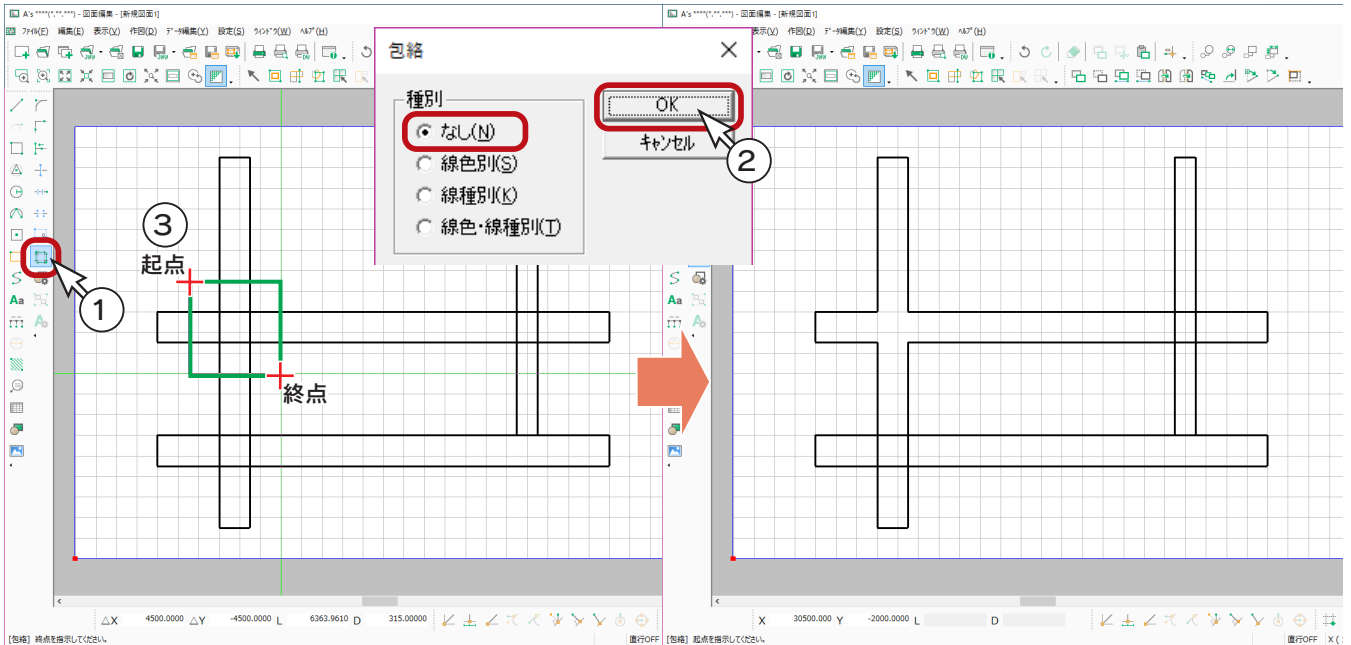 A's ****(*.**.***) - 図面編集 - [新規図面1]
ﾌｧｲﾙ(F) 編集(E) 表示(V) 作図(D) ﾃﾞｰﾀ編集(Y) 設定(S) ｳｨﾝﾄﾞｳ(W) ﾍﾙﾌﾟ(H)
包絡
種別
なし(N)
線色別(S)
線種別(K)
線色・線種別(T)
OK
キャンセル
②
③
起点
①
終点
Aa
△X 4500.0000 △Y -4500.0000 L 6363.9610 D 315.00000
[包絡] 終点を指示してください。
直行OFF
A's ****(*.**.***) - 図面編集 - [新規図面1]
表示(V) 作図(D) ﾃﾞｰﾀ編集(Y) 設定(S) ｳｨﾝﾄﾞｳ(W) ﾍﾙﾌﾟ(H)
Aa
X 30500.000 Y -2000.0000 L D
[包絡] 起点を指示してください。
直行OFF X (: